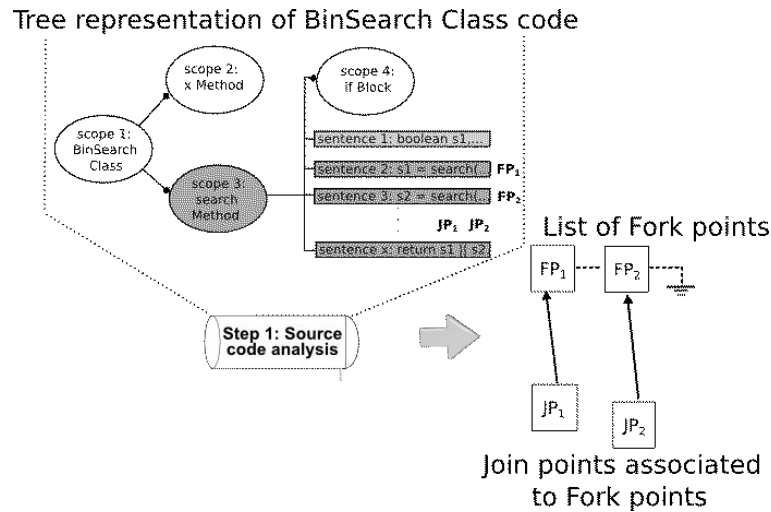 Tree representation of BinSearch Class code
scope 2:
x Method
scope 4:
if Block
scope 1:
BinSearch
Class
scope 3:
search
Method
sentence 1: boolean s1,...
sentence 2: s1 = search(... FP1
sentence 3: s2 = search(... FP2
JP1 JP2
sentence x: return s1 || s2
List of Fork points
FP1
FP2
Step 1: Source
code analysis
JP1
JP2
Join points associated
to Fork points